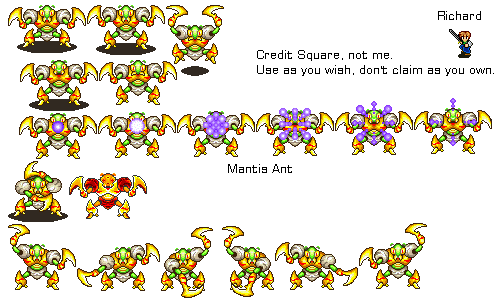 Richard
Credit Square, not me.
Use as you wish, don't claim as you own.
Mantis Ant